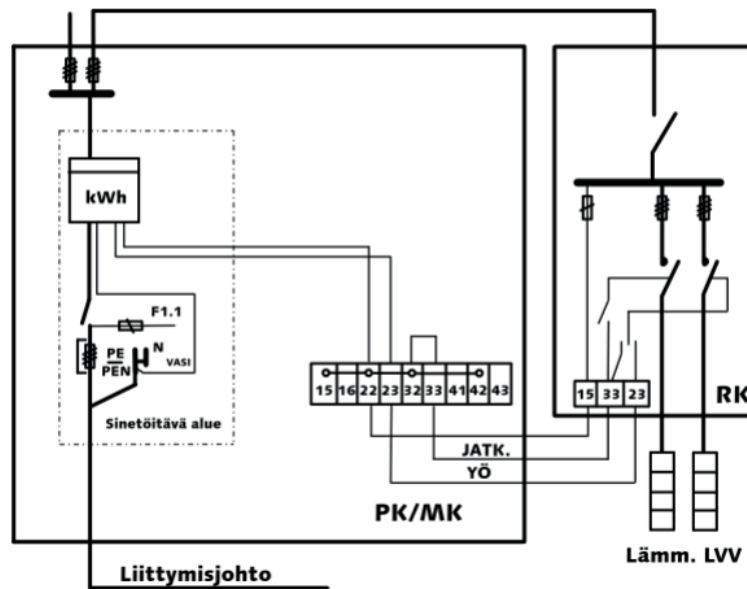 kWh
F1.1
PE
PEN
N
VASI
Sinetöitävä alue
15 16 22 23 32 33 41 42 43
15 33 23
RK
JATK.
YÖ
PK/MK
Lämm. LVV
Liittymisjohto